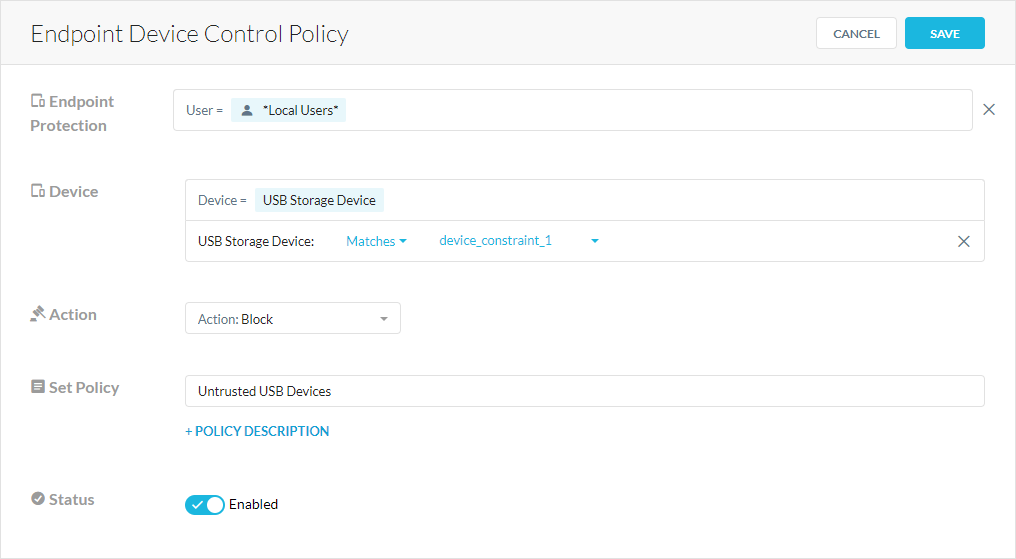 Endpoint Device Control Policy
CANCEL
SAVE
Endpoint
Protection
User = *Local Users*
Device
Device = USB Storage Device
USB Storage Device: Matches device_constraint_1
Action
Action: Block
Set Policy
Untrusted USB Devices
+ POLICY DESCRIPTION
Status
Enabled